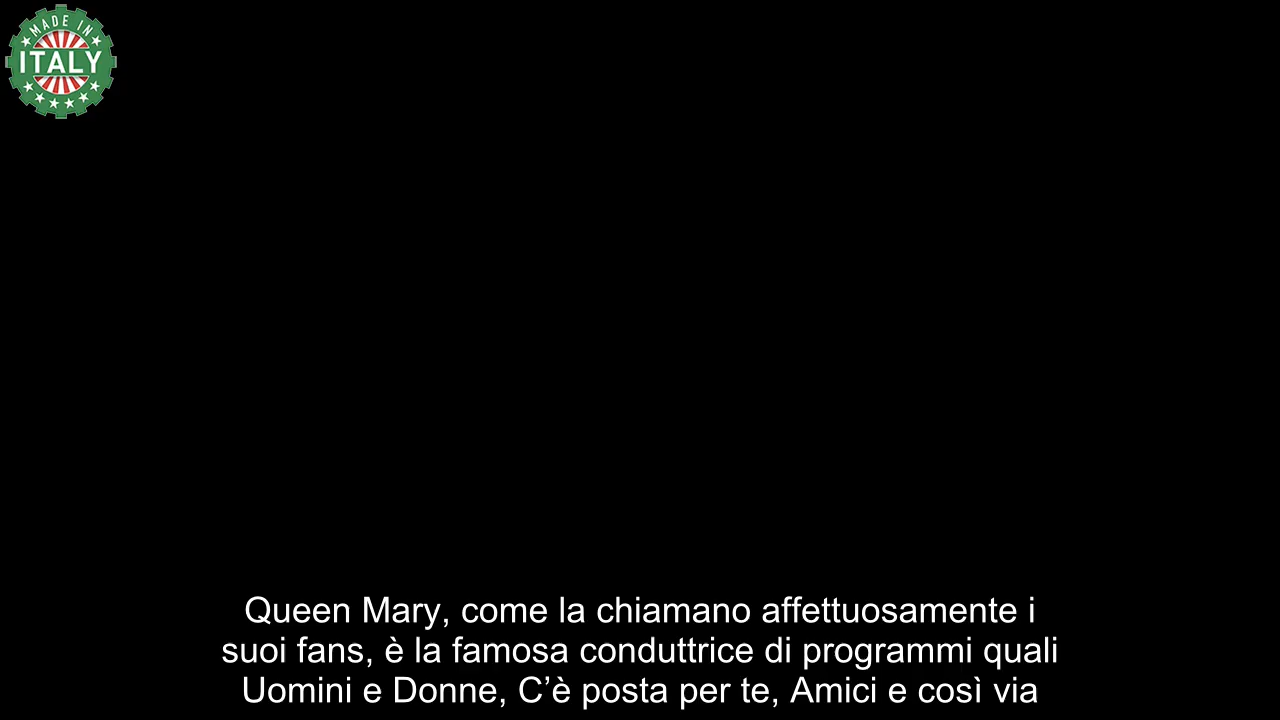 MADE IN
ITALY
Queen Mary, come la chiamano affettuosamente i
suoi fans, è la famosa conduttrice di programmi quali
Uomini e Donne, C’è posta per te, Amici e così via